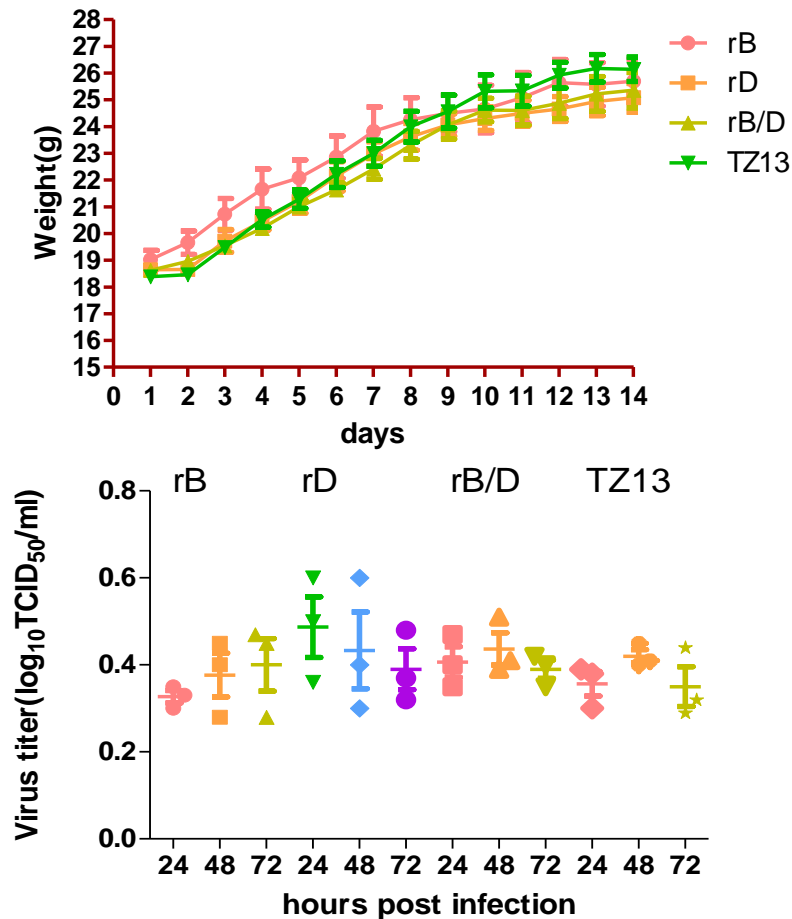 28
27
26
25
24
23
22
21
20
19
18
17
16
15
Weight(g)
0 1 2 3 4 5 6 7 8 9 10 11 12 13 14
days
rB
rD
rB/D
TZ13
rB rD rB/D TZ13
0.8
0.6
0.4
0.2
0.0
Virus titer(log₁₀TCID₅₀/ml)
24 48 72 24 48 72 24 48 72 24 48 72
hours post infection